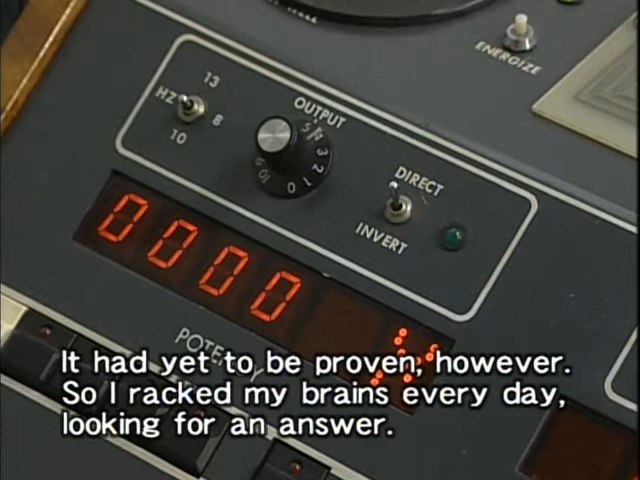 ENERGIZE
13
HZ
8
10
OUTPUT
5
4
3
2
1
0
10
DIRECT
INVERT
0000
POTENCY
X
It had yet to be proven, however.
So I racked my brains every day,
looking for an answer.